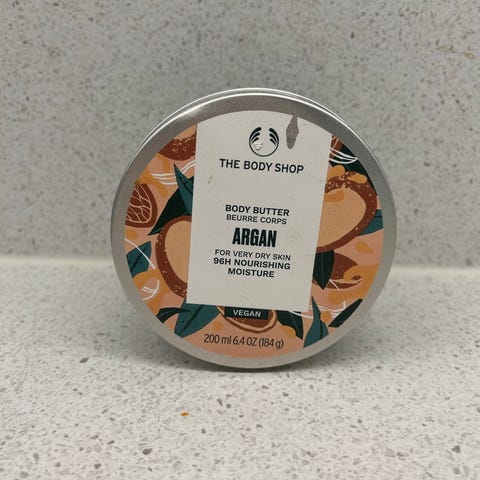 THE BODY SHOP
BODY BUTTER
BEURRE CORPS
ARGAN
FOR VERY DRY SKIN
96H NOURISHING
MOISTURE
VEGAN
200 ml 6.4 OZ (184 g)